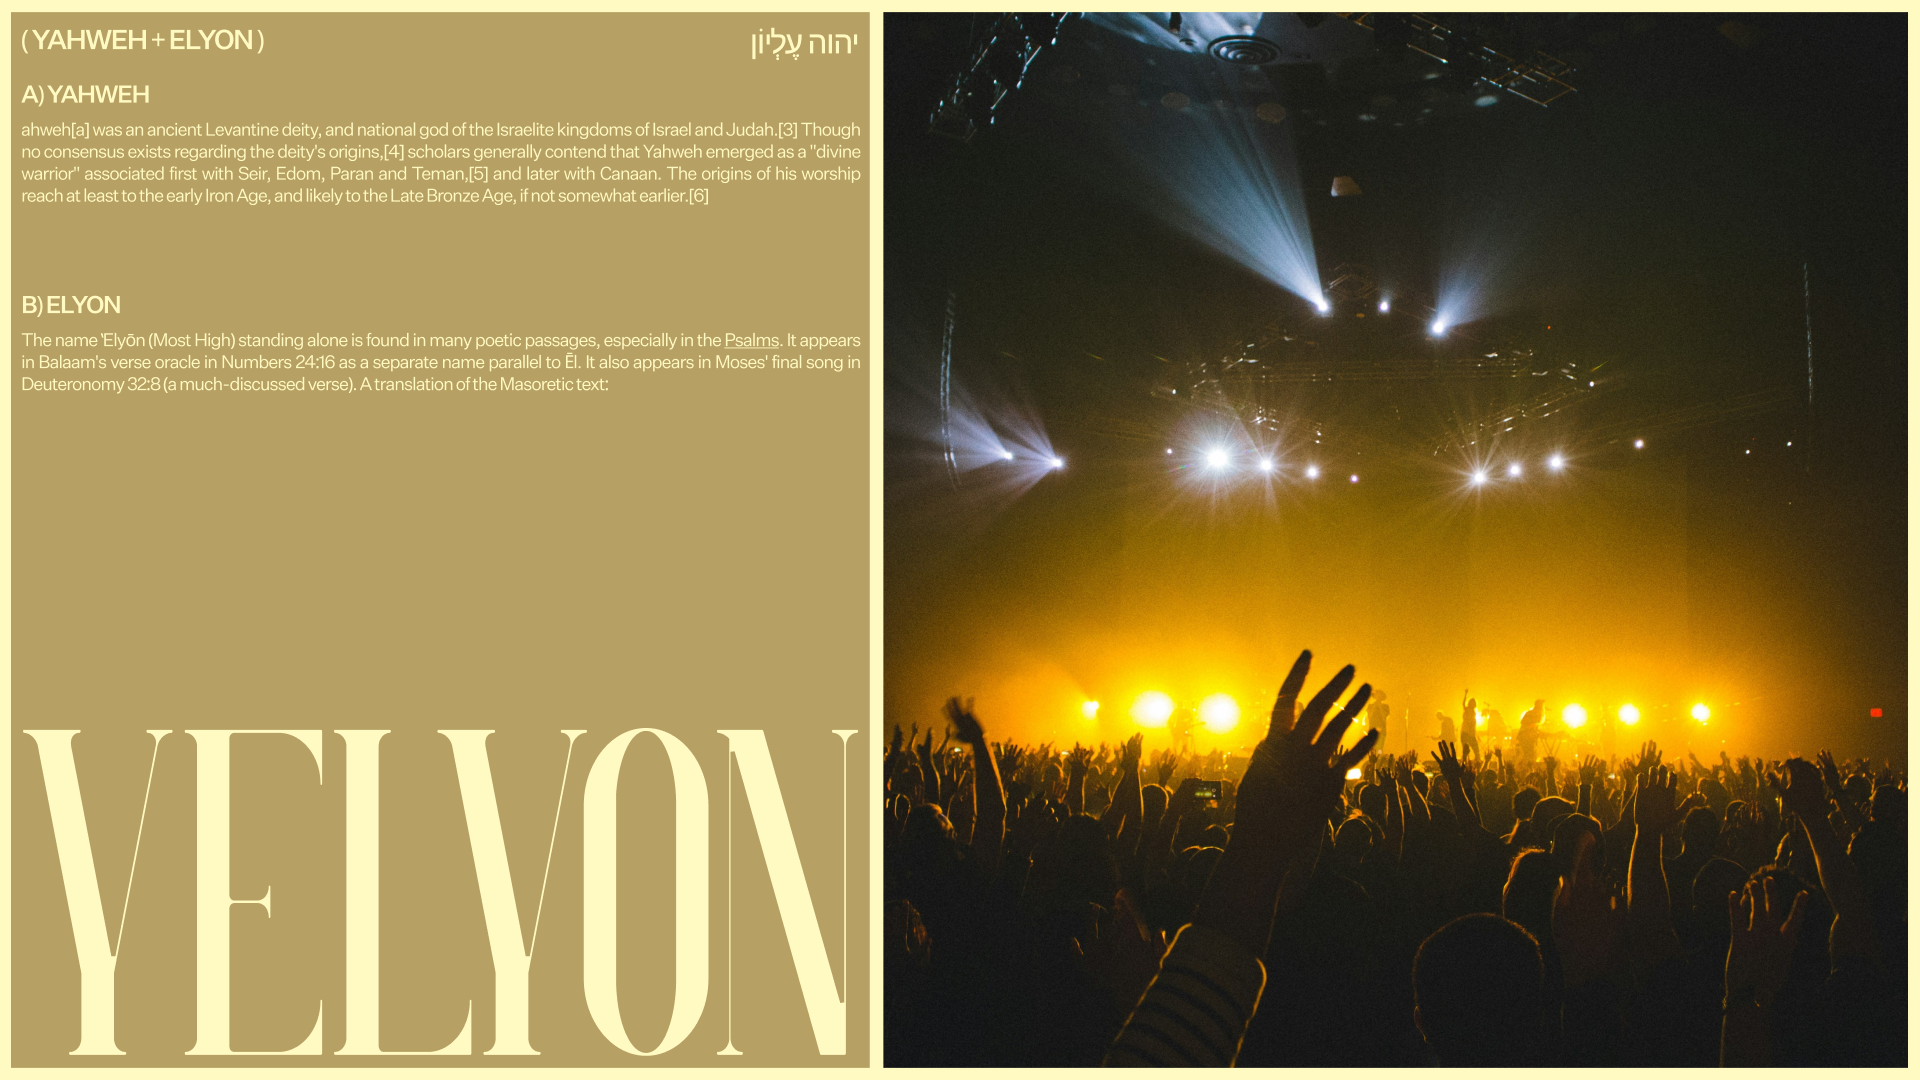 ( YAHWEH + ELYON )
יהוה עֶלְיוֹן
A) YAHWEH
ahweh[a] was an ancient Levantine deity, and national god of the Israelite kingdoms of Israel and Judah.[3] Though
no consensus exists regarding the deity's origins,[4] scholars generally contend that Yahweh emerged as a "divine
warrior" associated first with Seir, Edom, Paran and Teman,[5] and later with Canaan. The origins of his worship
reach at least to the early Iron Age, and likely to the Late Bronze Age, if not somewhat earlier.[6]
B) ELYON
The name ʽElyōn (Most High) standing alone is found in many poetic passages, especially in the Psalms. It appears
in Balaam's verse oracle in Numbers 24:16 as a separate name parallel to Ēl. It also appears in Moses' final song in
Deuteronomy 32:8 (a much-discussed verse). A translation of the Masoretic text:
YELYON